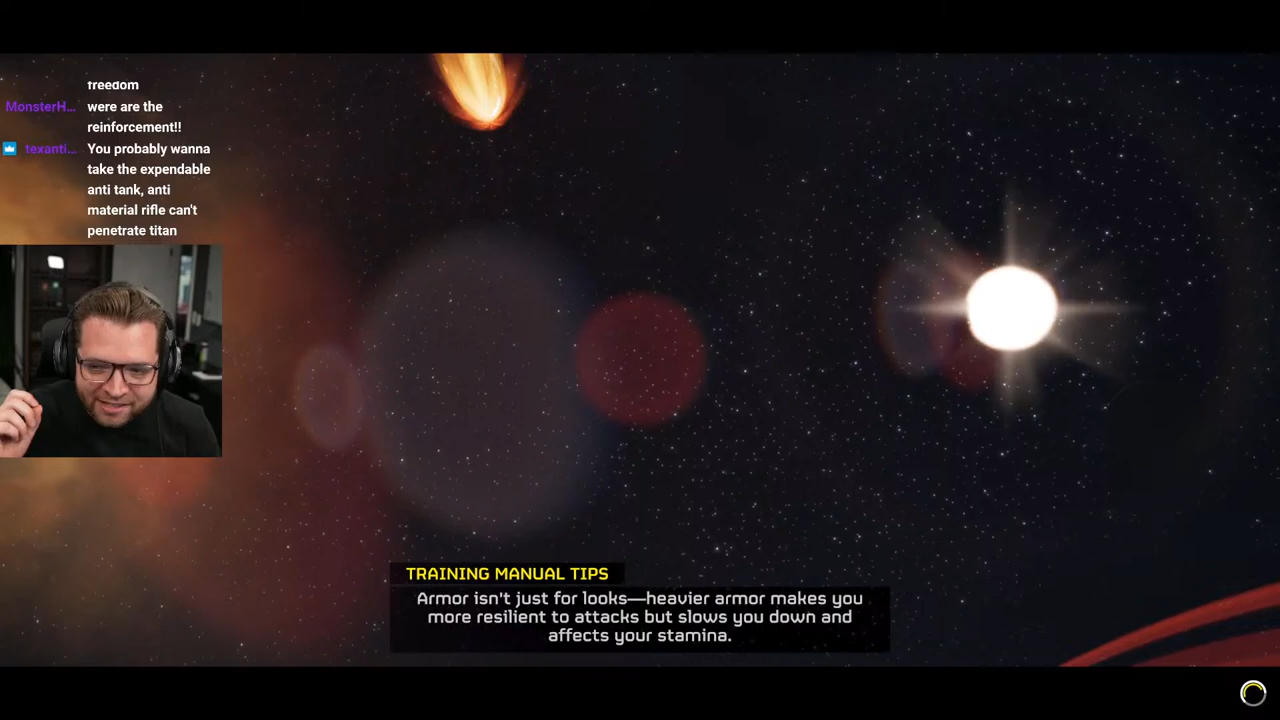 freedom
MonsterH... were are the
reinforcement!!
texanti... You probably wanna
take the expendable
anti tank, anti
material rifle can't
penetrate titan
TRAINING MANUAL TIPS
Armor isn't just for looks—heavier armor makes you
more resilient to attacks but slows you down and
affects your stamina.